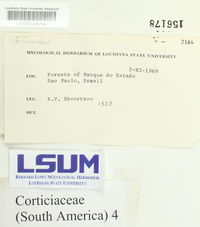 Louisiana State University Herbarium
156178
2164
MYCOLOGICAL HERBARIUM OF LOUISIANA STATE UNIVERSITY
5-XI-1969
LOC. Forests of Parque do Estado
Sao Paulo, Brazil
LEG. B.V. Skvortzov
1523
DET.
LSUM
BERNARD LOWY MYCOLOGICAL HERBARIUM
LOUISIANA STATE UNIVERSITY
Corticiaceae
(South America) 4